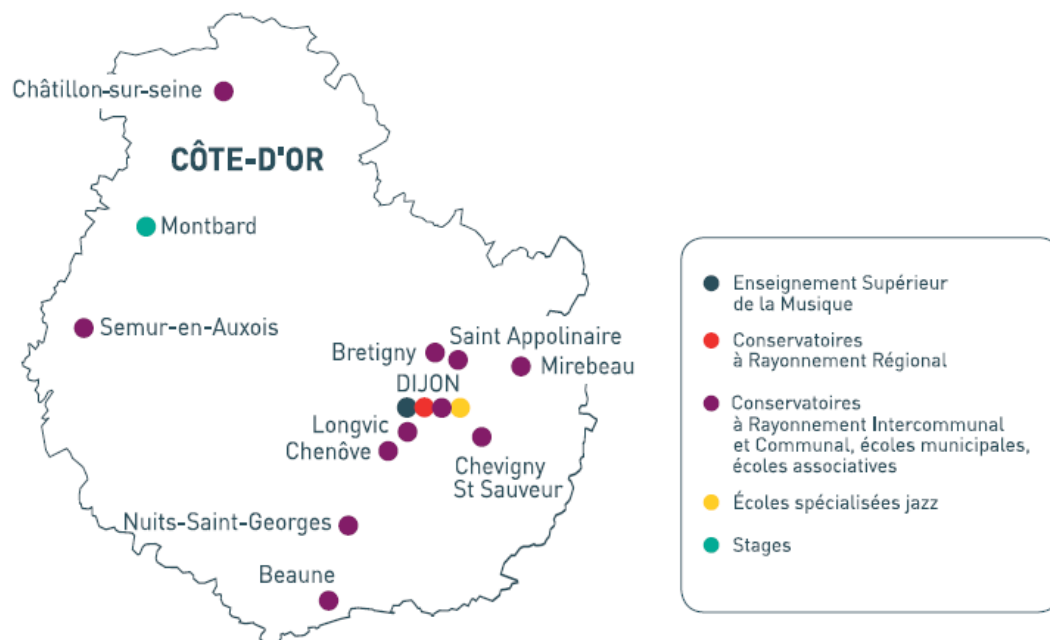 Châtillon-sur-seine
CÔTE-D'OR
Montbard
Semur-en-Auxois
Saint Appolinaire
Bretigny
Mirebeau
DIJON
Longvic
Chenôve
Chevigny
St Sauveur
Nuits-Saint-Georges
Beaune
Enseignement Supérieur
de la Musique
Conservatoires
à Rayonnement Régional
Conservatoires
à Rayonnement Intercommunal
et Communal, écoles municipales,
écoles associatives
Écoles spécialisées jazz
Stages